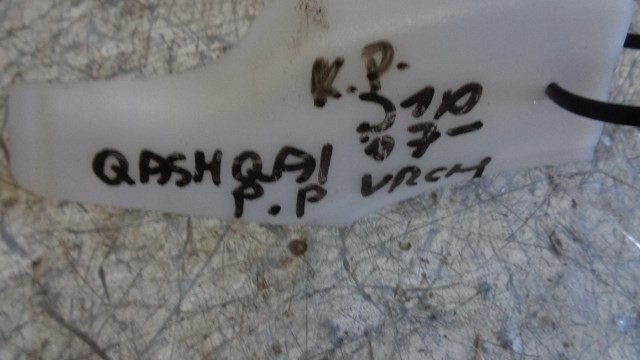 K.P.
J10
07-
QASHQAI
P.P VRCH